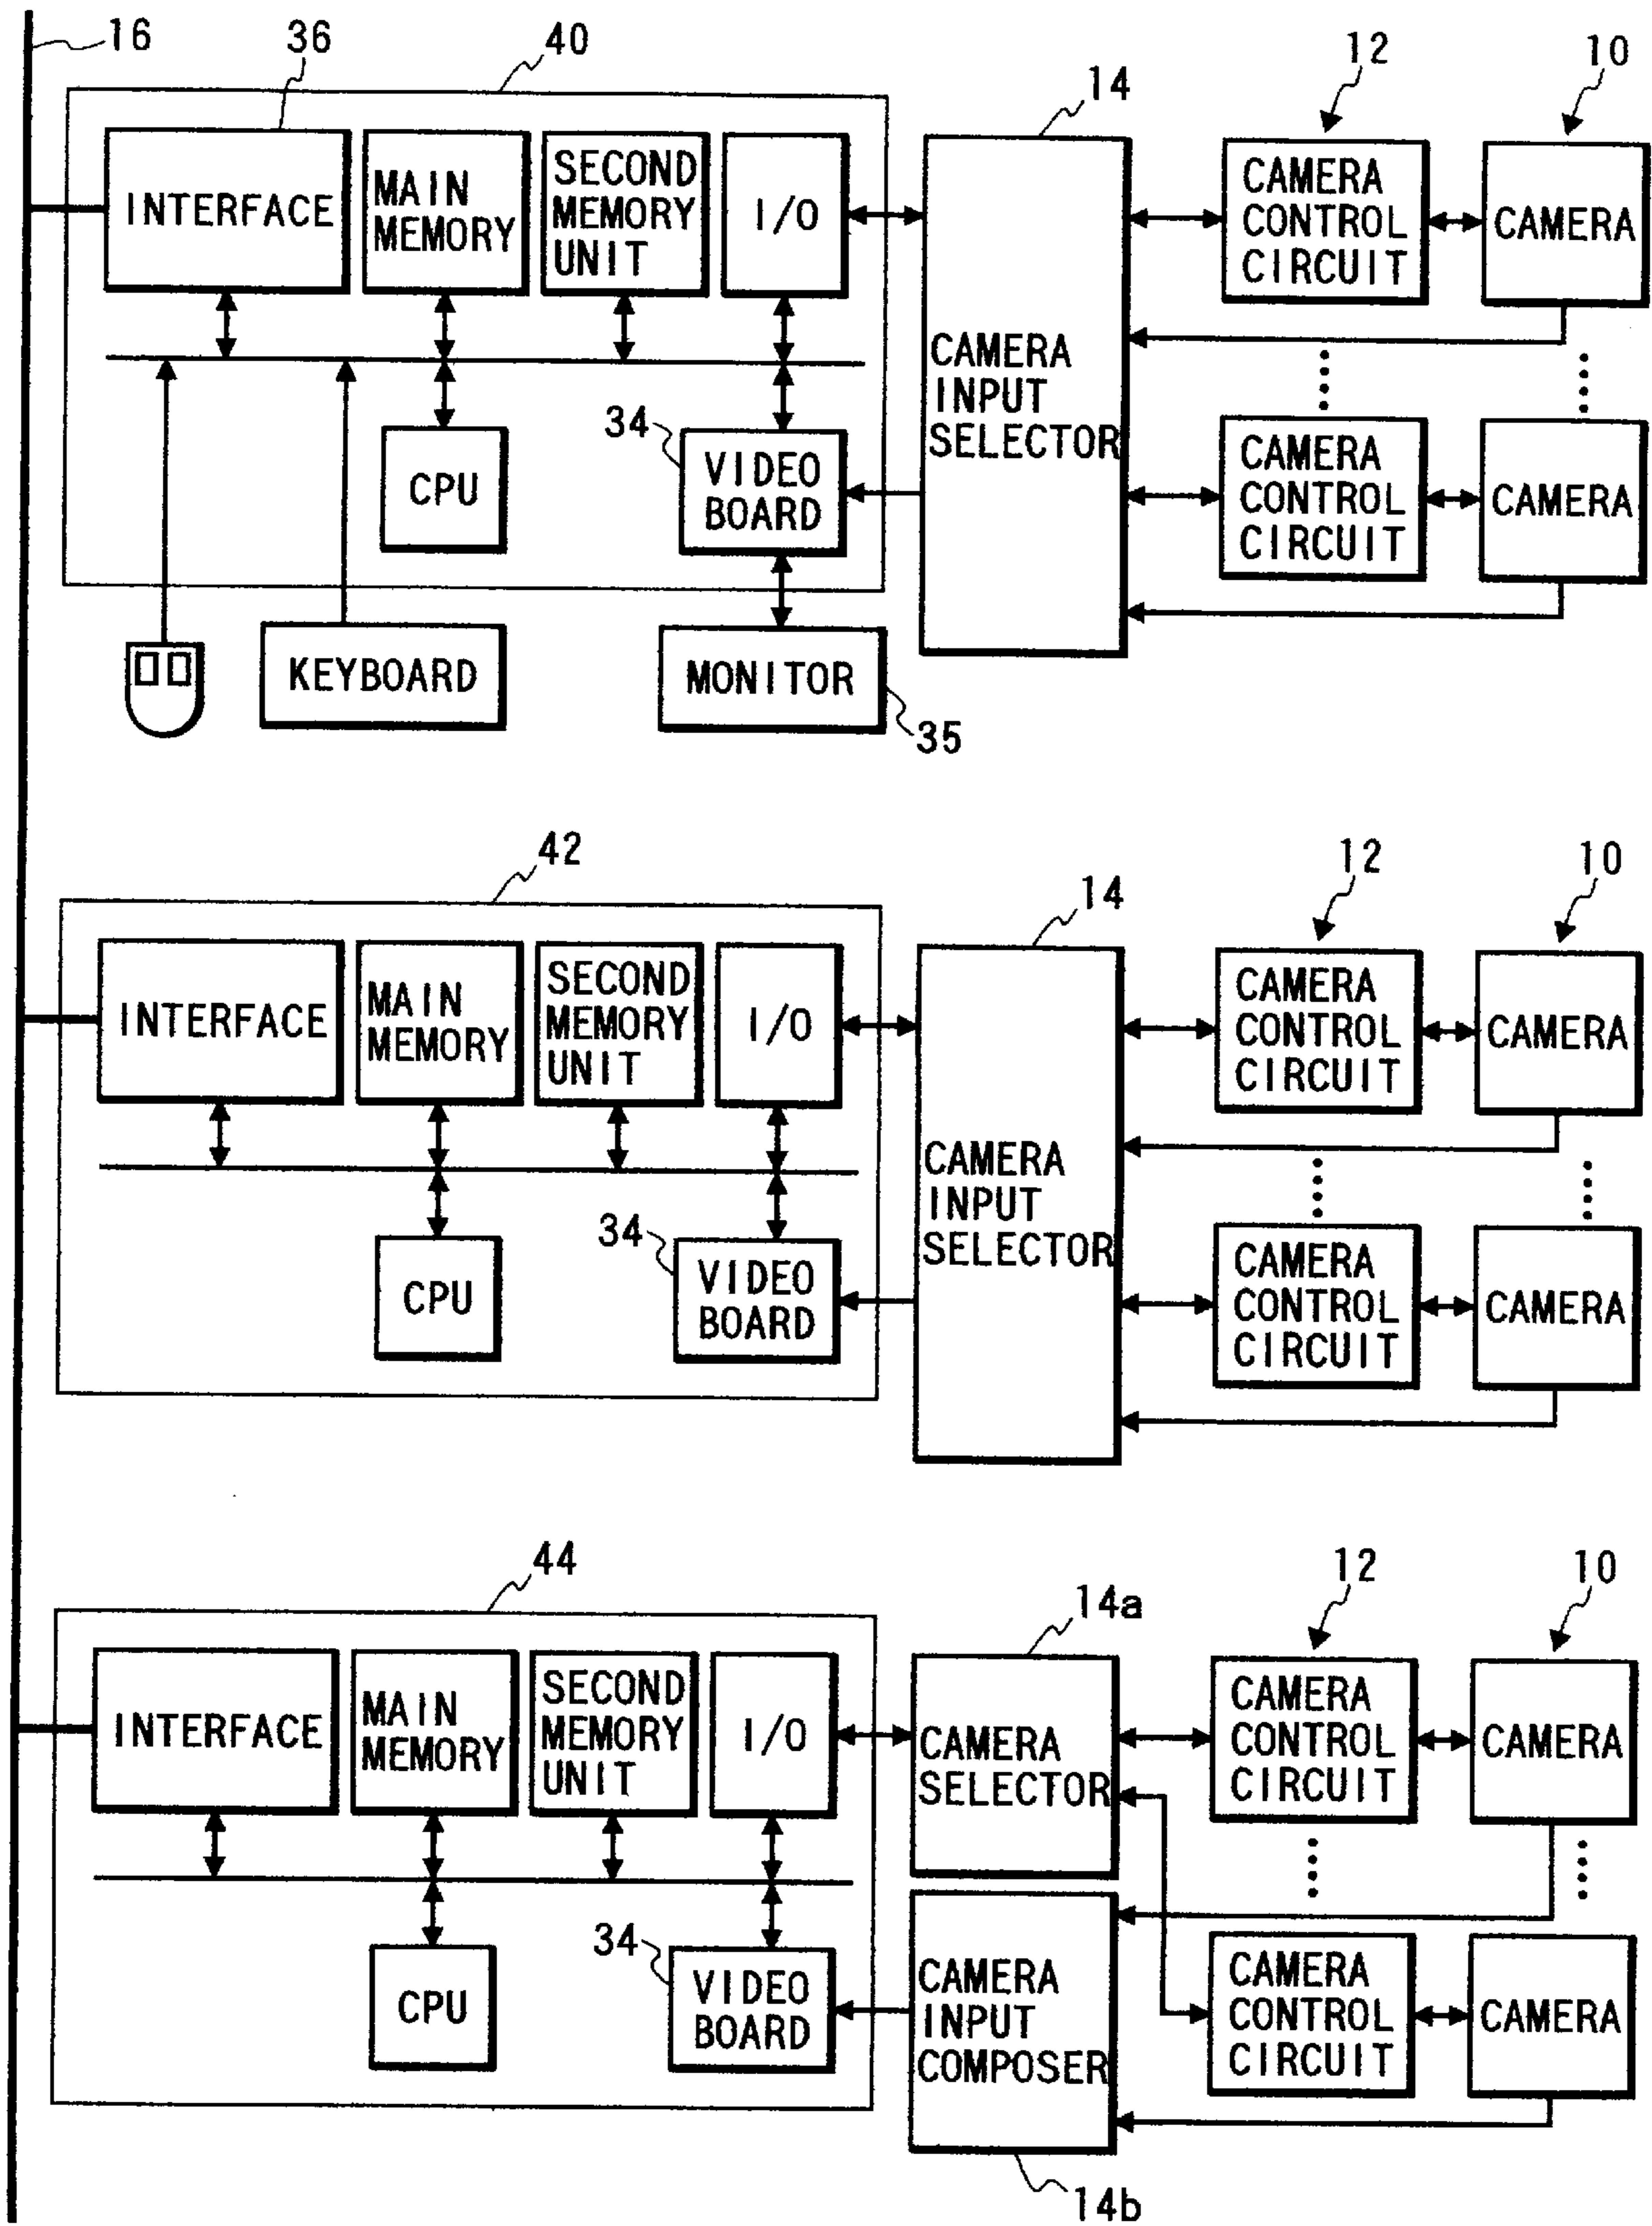 16
36
40
14
12
10
INTERFACE
MAIN
MEMORY
SECOND
MEMORY
UNIT
I/O
CAMERA
INPUT
SELECTOR
CAMERA
CONTROL
CIRCUIT
CAMERA
CPU
34
VIDEO
BOARD
CAMERA
CONTROL
CIRCUIT
CAMERA
KEYBOARD
MONITOR
35
42
14
12
10
INTERFACE
MAIN
MEMORY
SECOND
MEMORY
UNIT
I/O
CAMERA
INPUT
SELECTOR
CAMERA
CONTROL
CIRCUIT
CAMERA
CPU
34
VIDEO
BOARD
CAMERA
CONTROL
CIRCUIT
CAMERA
44
14a
12
10
INTERFACE
MAIN
MEMORY
SECOND
MEMORY
UNIT
I/O
CAMERA
SELECTOR
CAMERA
CONTROL
CIRCUIT
CAMERA
CPU
34
VIDEO
BOARD
CAMERA
INPUT
COMPOSER
CAMERA
CONTROL
CIRCUIT
CAMERA
14b